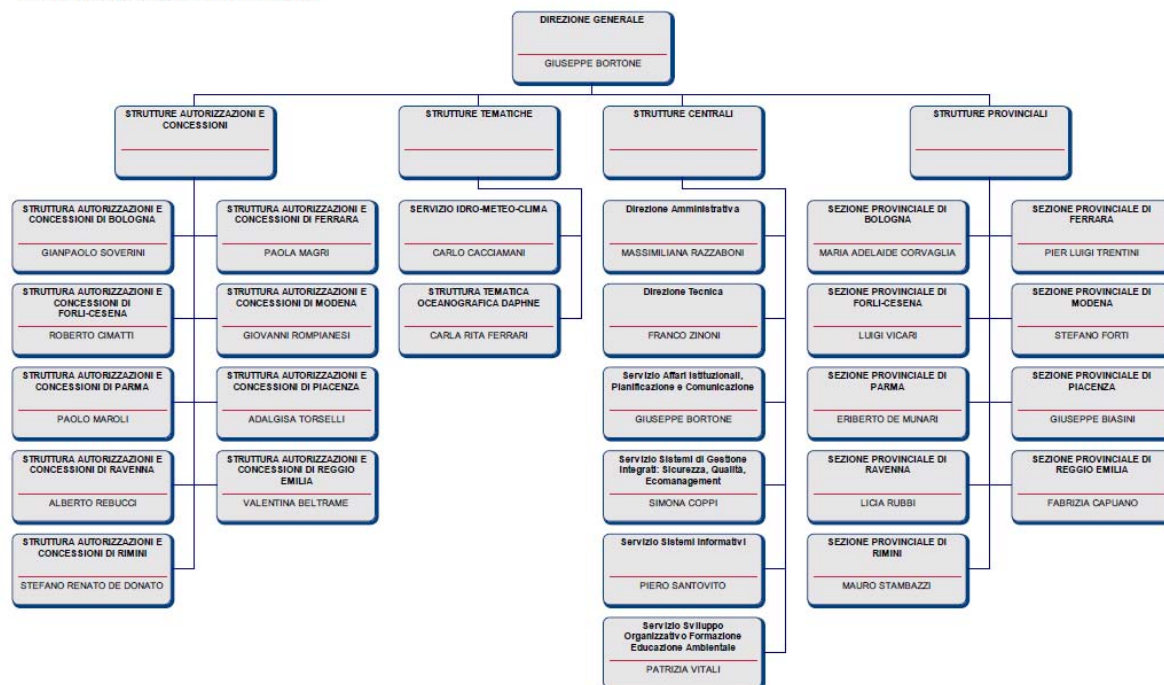 DIREZIONE GENERALE
GIUSEPPE BORTONE
STRUTTURE AUTORIZZAZIONI E
CONCESSIONI
STRUTTURE TEMATICHE
STRUTTURE CENTRALI
STRUTTURE PROVINCIALI
STRUTTURA AUTORIZZAZIONI E
CONCESSIONI DI BOLOGNA
GIANPAOLO SOVERINI
STRUTTURA AUTORIZZAZIONI E
CONCESSIONI DI FERRARA
PAOLA MAGRI
STRUTTURA AUTORIZZAZIONI E
CONCESSIONI DI
FORLI-CESENA
ROBERTO CIMATTI
STRUTTURA AUTORIZZAZIONI E
CONCESSIONI DI MODENA
GIOVANNI ROMPIANESI
STRUTTURA AUTORIZZAZIONI E
CONCESSIONI DI PARMA
PAOLO MAROLI
STRUTTURA AUTORIZZAZIONI E
CONCESSIONI DI PIACENZA
ADALGISA TORSELLI
STRUTTURA AUTORIZZAZIONI E
CONCESSIONI DI RAVENNA
ALBERTO REBUCCI
STRUTTURA AUTORIZZAZIONI E
CONCESSIONI DI REGGIO
EMILIA
VALENTINA BELTRAME
STRUTTURA AUTORIZZAZIONI E
CONCESSIONI DI RIMINI
STEFANO RENATO DE DONATO
SERVIZIO IDRO-METEO-CLIMA
CARLO CACCIAMANI
STRUTTURA TEMATICA
OCEANOGRAFICA DAPHNE
CARLA RITA FERRARI
Direzione Amministrativa
MASSIMILIANA RAZZABONI
Direzione Tecnica
FRANCO ZINONI
Servizio Affari Istituzionali,
Planificazione e Comunicazione
GIUSEPPE BORTONE
Servizio Sistemi di Gestione
Integrati: Sicurezza, Qualità,
Ecomanagement
SIMONA COPPI
Servizio Sistemi Informativi
PIERO SANTOVITO
Servizio Sviluppo
Organizzativo Formazione
Educazione Ambientale
PATRIZIA VITALI
SEZIONE PROVINCIALE DI
BOLOGNA
MARIA ADELAIDE CORVAGLIA
SEZIONE PROVINCIALE DI
FERRARA
PIER LUIGI TRENTINI
SEZIONE PROVINCIALE DI
FORLI-CESENA
LUIGI VICARI
SEZIONE PROVINCIALE DI
MODENA
STEFANO FORTI
SEZIONE PROVINCIALE DI
PARMA
ERIBERTO DE MUNARI
SEZIONE PROVINCIALE DI
PIACENZA
GIUSEPPE BIASINI
SEZIONE PROVINCIALE DI
RAVENNA
LICIA RUBBI
SEZIONE PROVINCIALE DI
REGGIO EMILIA
FABRIZIA CAPUANO
SEZIONE PROVINCIALE DI
RIMINI
MAURO STAMBAZZI